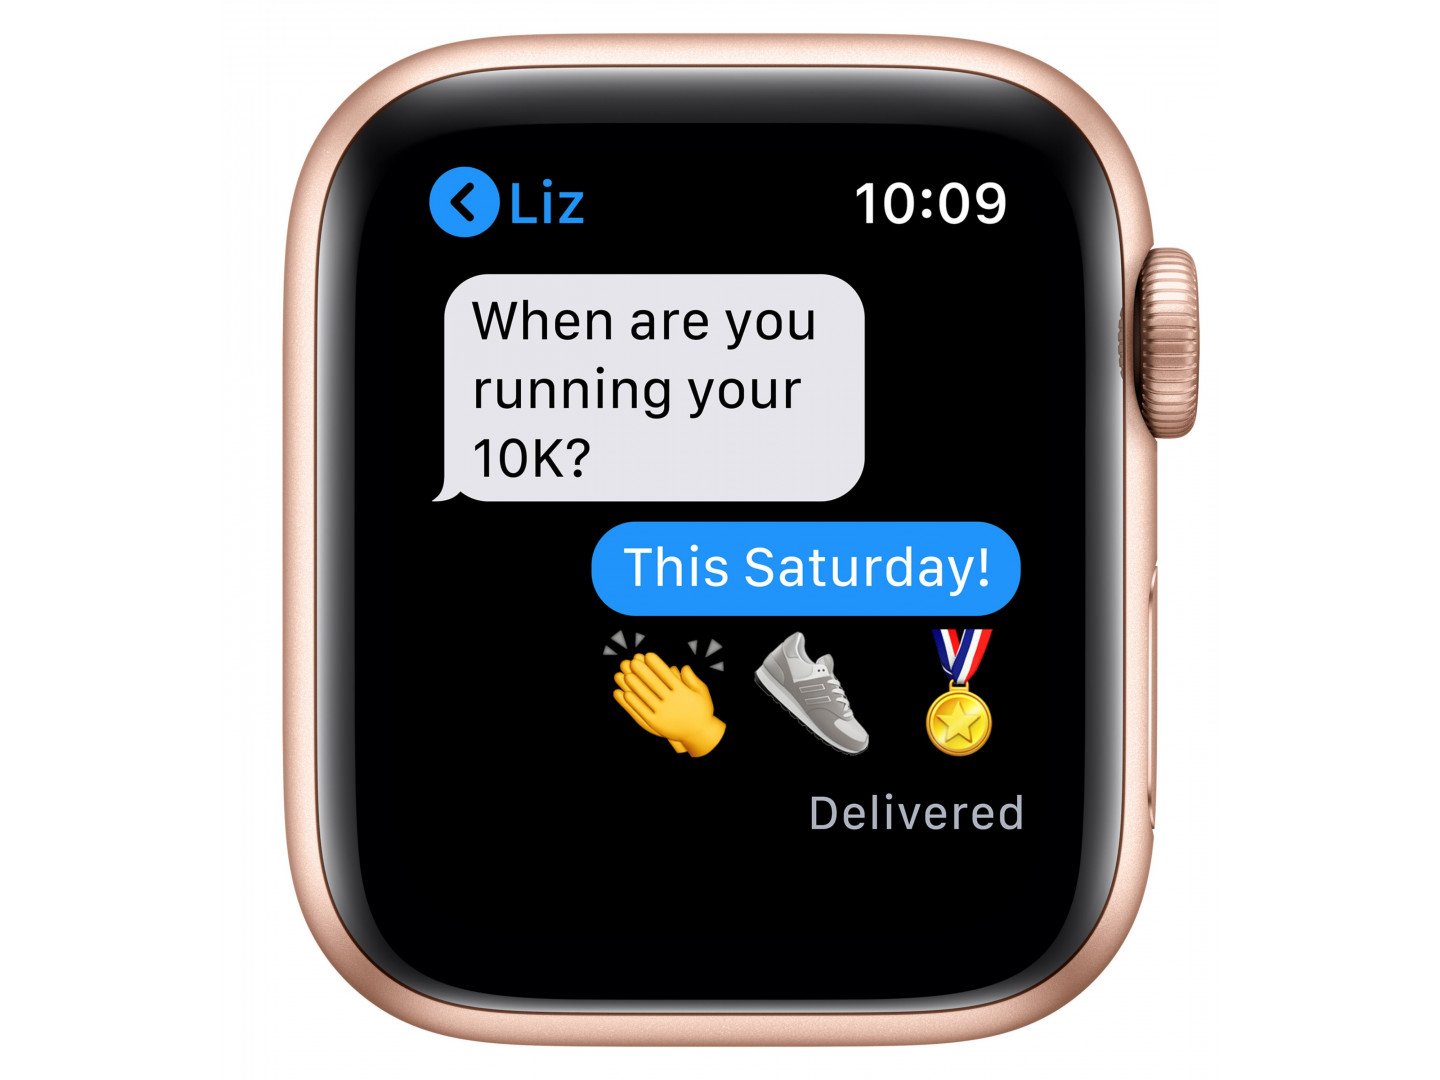 Liz
10:09
When are you
running your
10K?
This Saturday!
👏 👟 🏅
Delivered